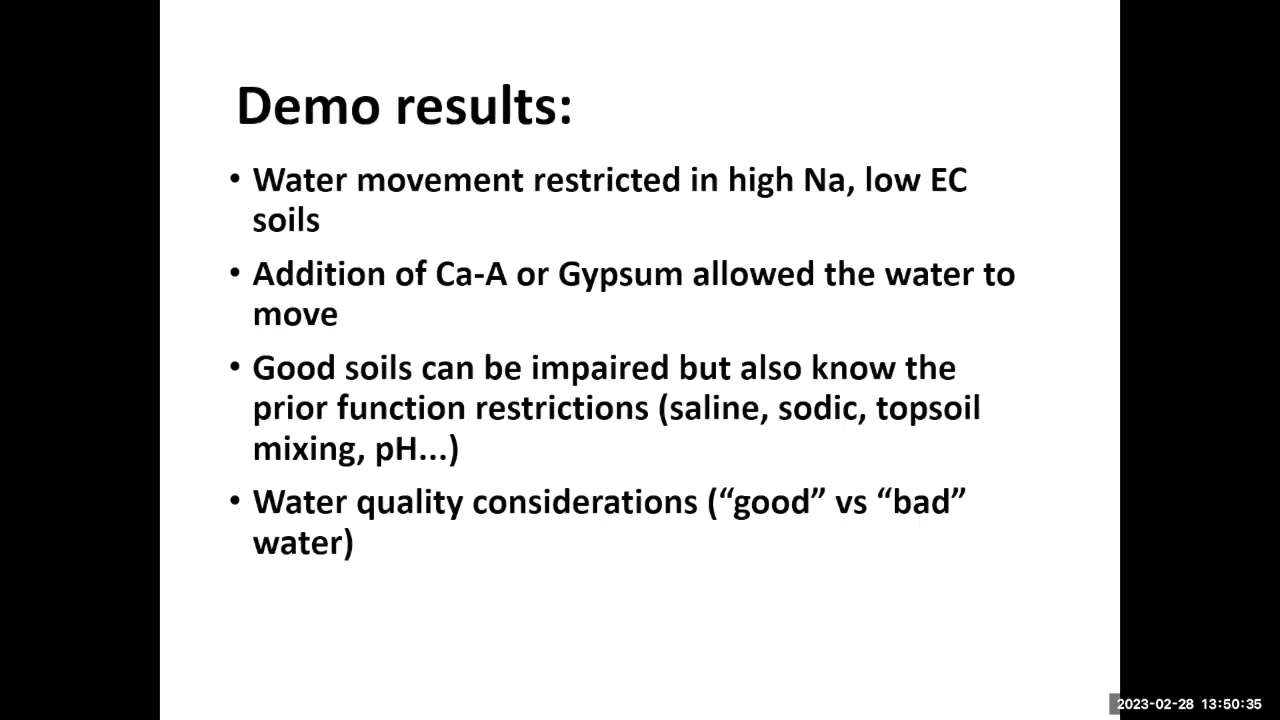 Demo results:
• Water movement restricted in high Na, low EC
soils
• Addition of Ca-A or Gypsum allowed the water to
move
• Good soils can be impaired but also know the
prior function restrictions (saline, sodic, topsoil
mixing, pH...)
• Water quality considerations (“good” vs “bad”
water)
2023-02-28 13:50:35